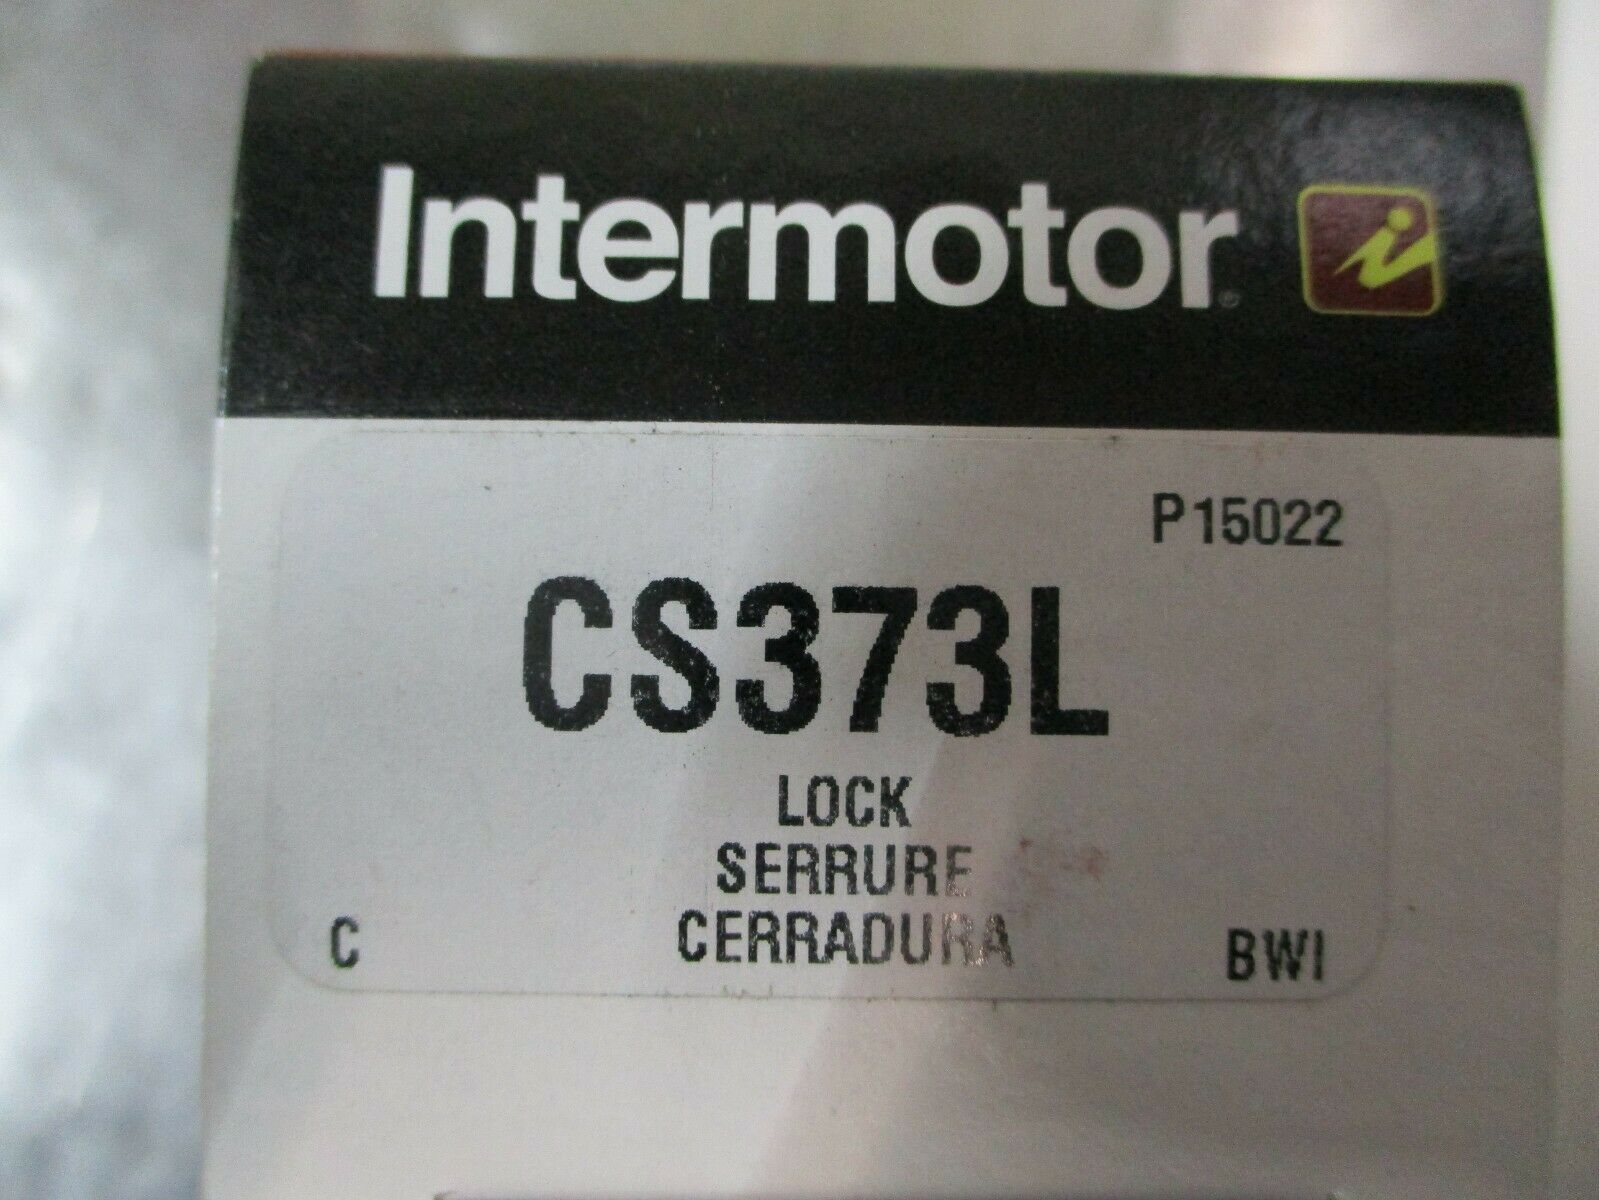 Intermotor®
P15022
CS373L
LOCK
SERRURE
CERRADURA
C BWI